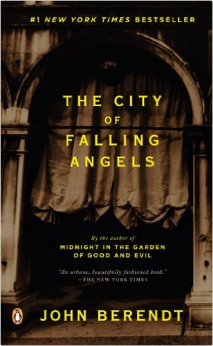 #1 NEW YORK TIMES BESTSELLER
THE CITY
OF
FALLING
ANGELS
By the author of
MIDNIGHT IN THE GARDEN
OF GOOD AND EVIL
"An urbane, beautifully fashioned book."
—THE NEW YORK TIMES
JOHN BERENDT